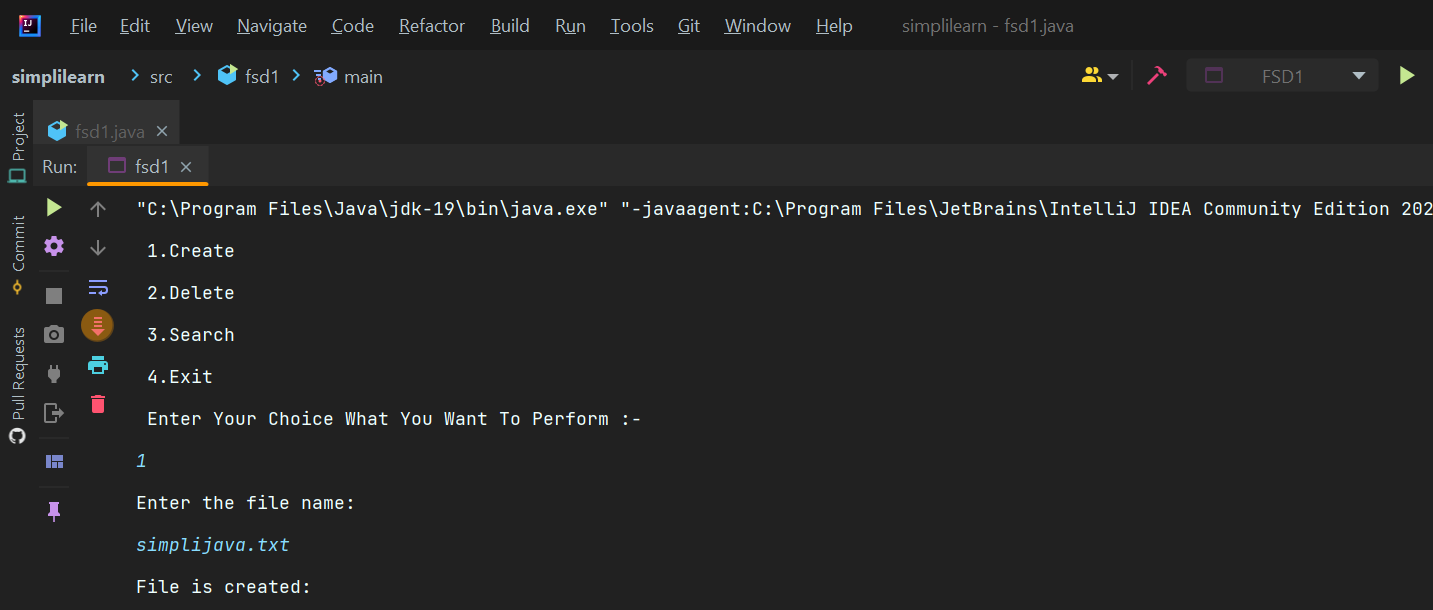 File Edit View Navigate Code Refactor Build Run Tools Git Window Help simplilearn - fsd1.java
simplilearn src fsd1 main FSD1
Project
Commit
Pull Requests
fsd1.java
Run: fsd1
"C:\Program Files\Java\jdk-19\bin\java.exe" "-javaagent:C:\Program Files\JetBrains\IntelliJ IDEA Community Edition 202
1.Create
2.Delete
3.Search
4.Exit
Enter Your Choice What You Want To Perform :-
1
Enter the file name:
simplijava.txt
File is created: